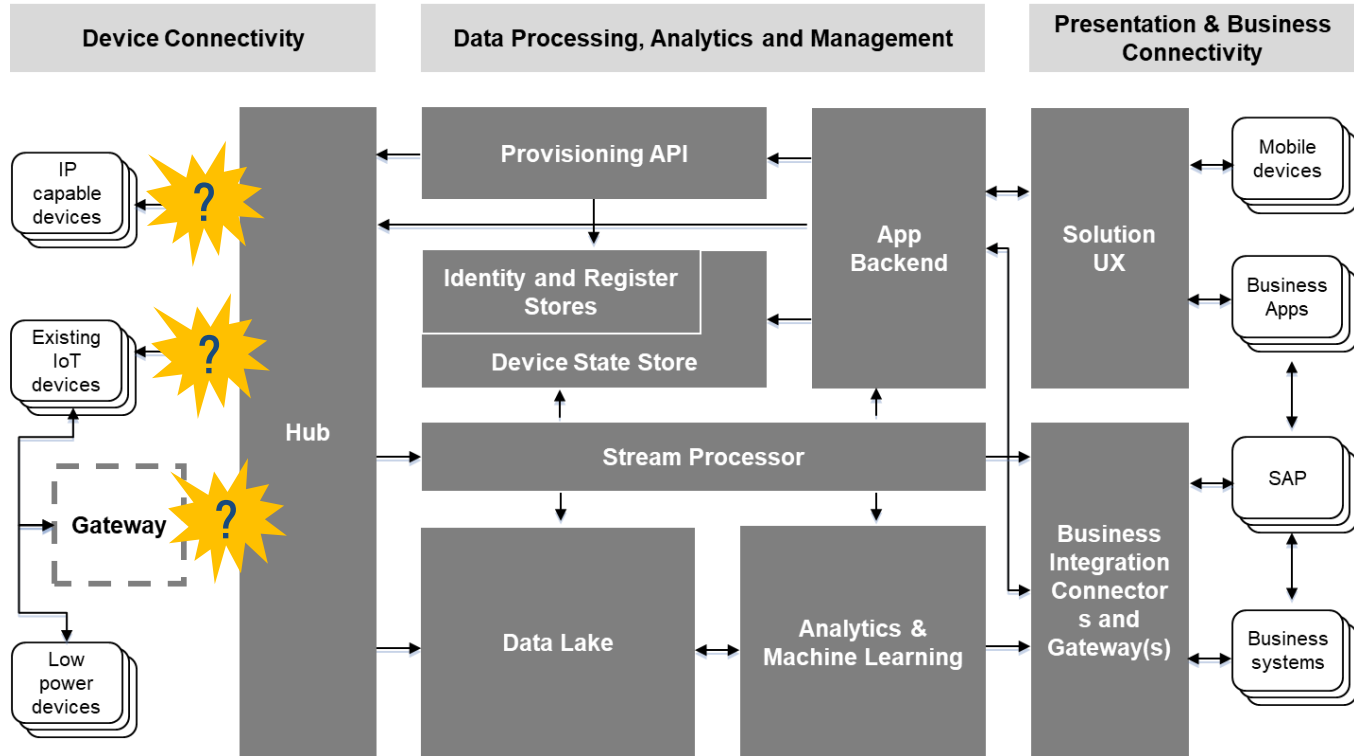 Device Connectivity
Data Processing, Analytics and Management
Presentation & Business
Connectivity
IP
capable
devices
?
Existing
IoT
devices
?
Gateway
?
Low
power
devices
Hub
Provisioning API
Identity and Register
Stores
Device State Store
App
Backend
Stream Processor
Data Lake
Analytics &
Machine Learning
Solution
UX
Business
Integration
Connector
s and
Gateway(s)
Mobile
devices
Business
Apps
SAP
Business
systems